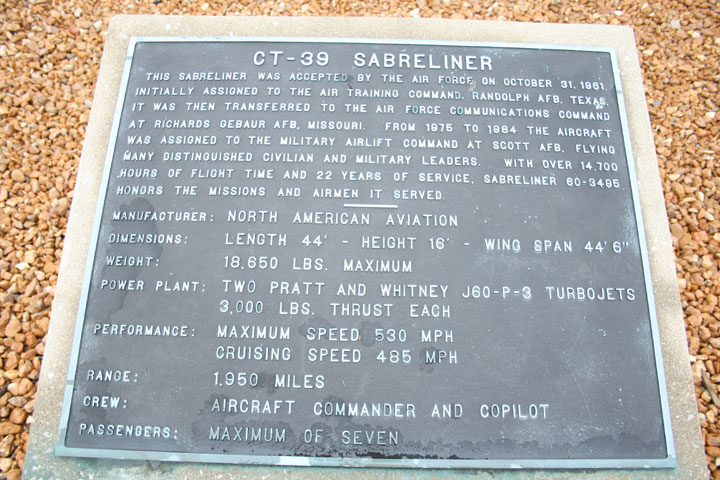 CT-39 SABRELINER
THIS SABRELINER WAS ACCEPTED BY THE AIR FORCE ON OCTOBER 31, 1961,
INITIALLY ASSIGNED TO THE AIR TRAINING COMMAND, RANDOLPH AFB, TEXAS,
IT WAS THEN TRANSFERRED TO THE AIR FORCE COMMUNICATIONS COMMAND
AT RICHARDS GEBAUR AFB, MISSOURI. FROM 1975 TO 1984 THE AIRCRAFT
WAS ASSIGNED TO THE MILITARY AIRLIFT COMMAND AT SCOTT AFB, FLYING
MANY DISTINGUISHED CIVILIAN AND MILITARY LEADERS. WITH OVER 14,700
HOURS OF FLIGHT TIME AND 22 YEARS OF SERVICE, SABRELINER 60-3495
HONORS THE MISSIONS AND AIRMEN IT SERVED.
MANUFACTURER: NORTH AMERICAN AVIATION
DIMENSIONS: LENGTH 44' - HEIGHT 16' - WING SPAN 44' 6"
WEIGHT: 18,650 LBS. MAXIMUM
POWER PLANT: TWO PRATT AND WHITNEY J60-P-3 TURBOJETS
3,000 LBS. THRUST EACH
PERFORMANCE: MAXIMUM SPEED 530 MPH
CRUISING SPEED 485 MPH
RANGE: 1,950 MILES
CREW: AIRCRAFT COMMANDER AND COPILOT
PASSENGERS: MAXIMUM OF SEVEN